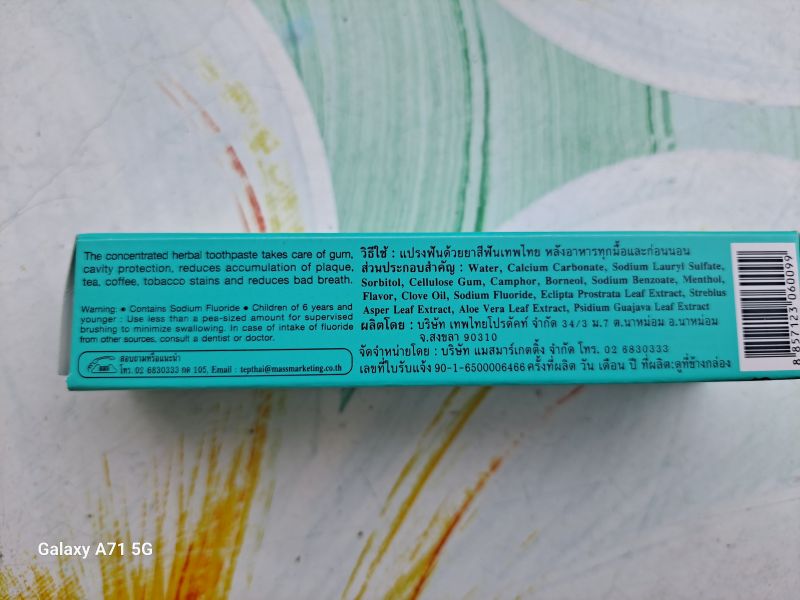 The concentrated herbal toothpaste takes care of gum,
cavity protection, reduces accumulation of plaque,
tea, coffee, tobacco stains and reduces bad breath.
Warning: ● Contains Sodium Fluoride ● Children of 6 years and
younger : Use less than a pea-sized amount for supervised
brushing to minimize swallowing. In case of intake of fluoride
from other sources, consult a dentist or doctor.
สอบถามหรือแนะนำ
โทร. 02 6830333 กด 105, Email : tepthai@massmarketing.co.th
วิธีใช้ : แปรงฟันด้วยยาสีฟันเทพไทย หลังอาหารทุกมื้อและก่อนนอน
ส่วนประกอบสำคัญ : Water, Calcium Carbonate, Sodium Lauryl Sulfate,
Sorbitol, Cellulose Gum, Camphor, Borneol, Sodium Benzoate, Menthol,
Flavor, Clove Oil, Sodium Fluoride, Eclipta Prostrata Leaf Extract, Streblus
Asper Leaf Extract, Aloe Vera Leaf Extract, Psidium Guajava Leaf Extract
ผลิตโดย : บริษัท เทพไทยโปรดัคท์ จำกัด 34/3 ม.7 ต.นาหม่อม อ.นาหม่อม
จ.สงขลา 90310
จัดจำหน่ายโดย : บริษัท แมสมาร์เกตติ้ง จำกัด โทร. 02 6830333
เลขที่ใบรับแจ้ง 90-1-6500006466 ครั้งที่ผลิต วัน เดือน ปี ที่ผลิต:ดูที่ข้างกล่อง
8 857123 060099
Galaxy A71 5G